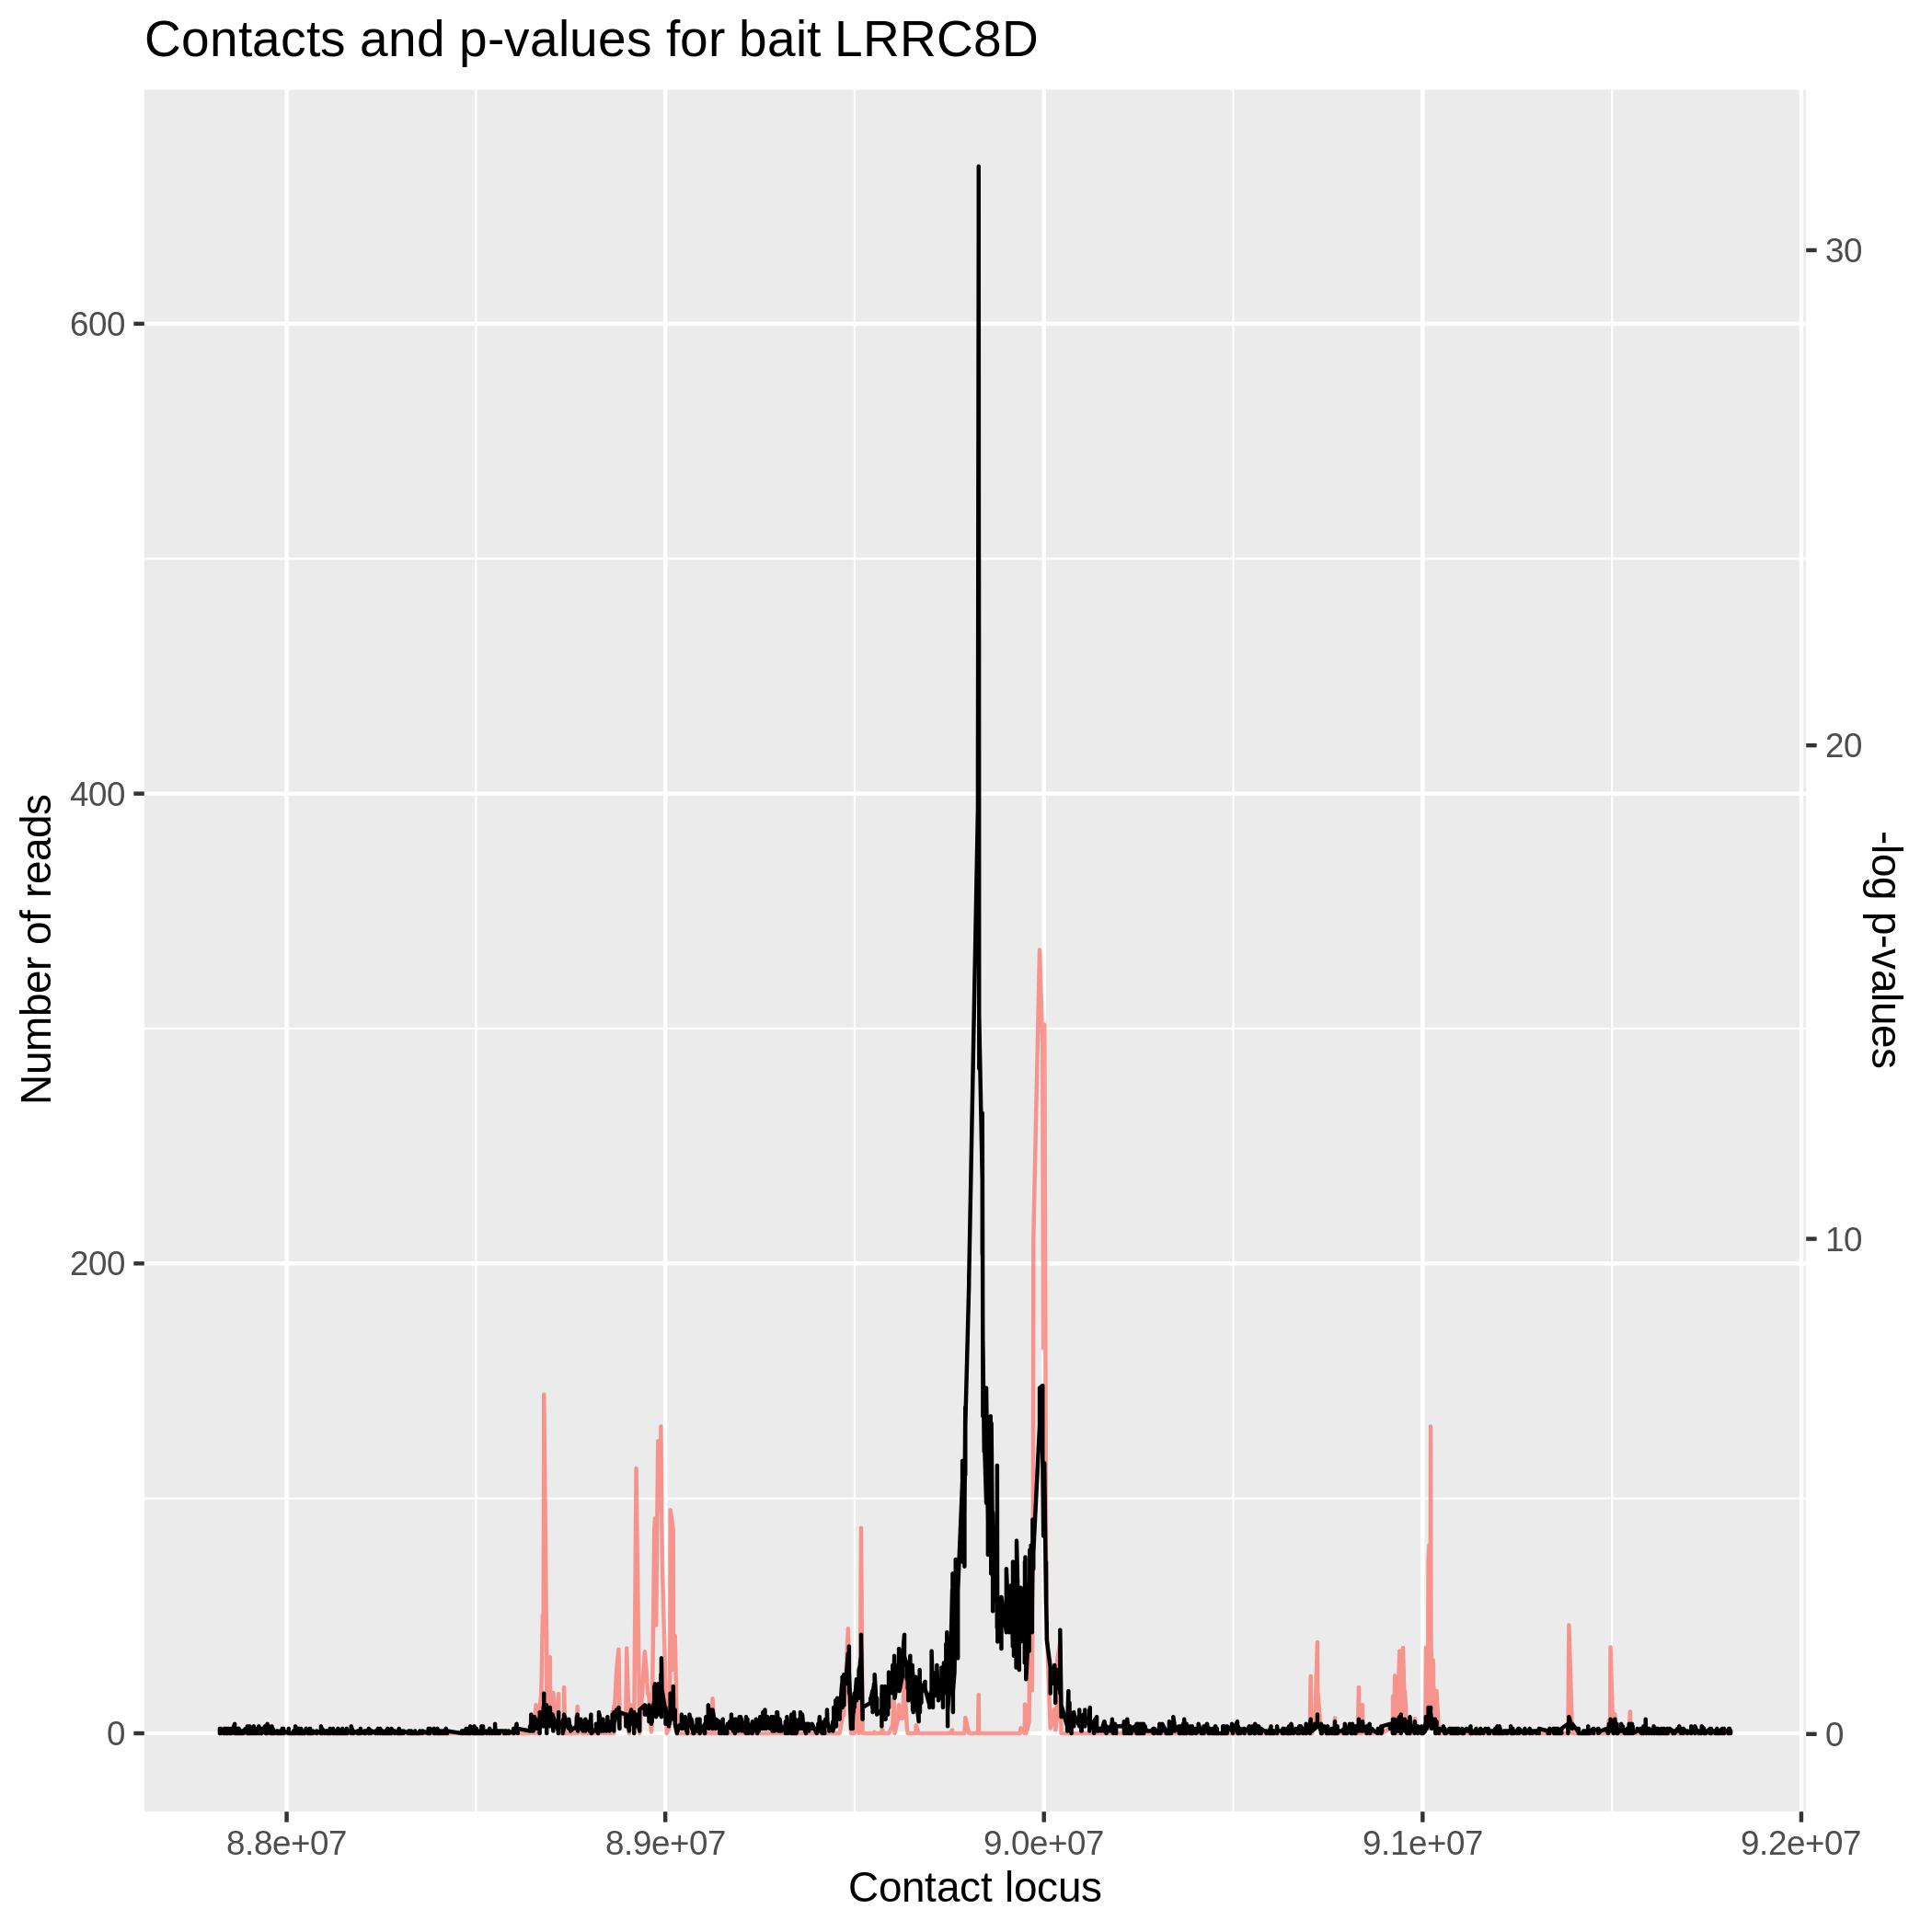 Contacts and p-values for bait LRRC8D
Number of reads
600
400
200
0
30
20
10
0
-log p-values
8.8e+07
8.9e+07
9.0e+07
9.1e+07
9.2e+07
Contact locus